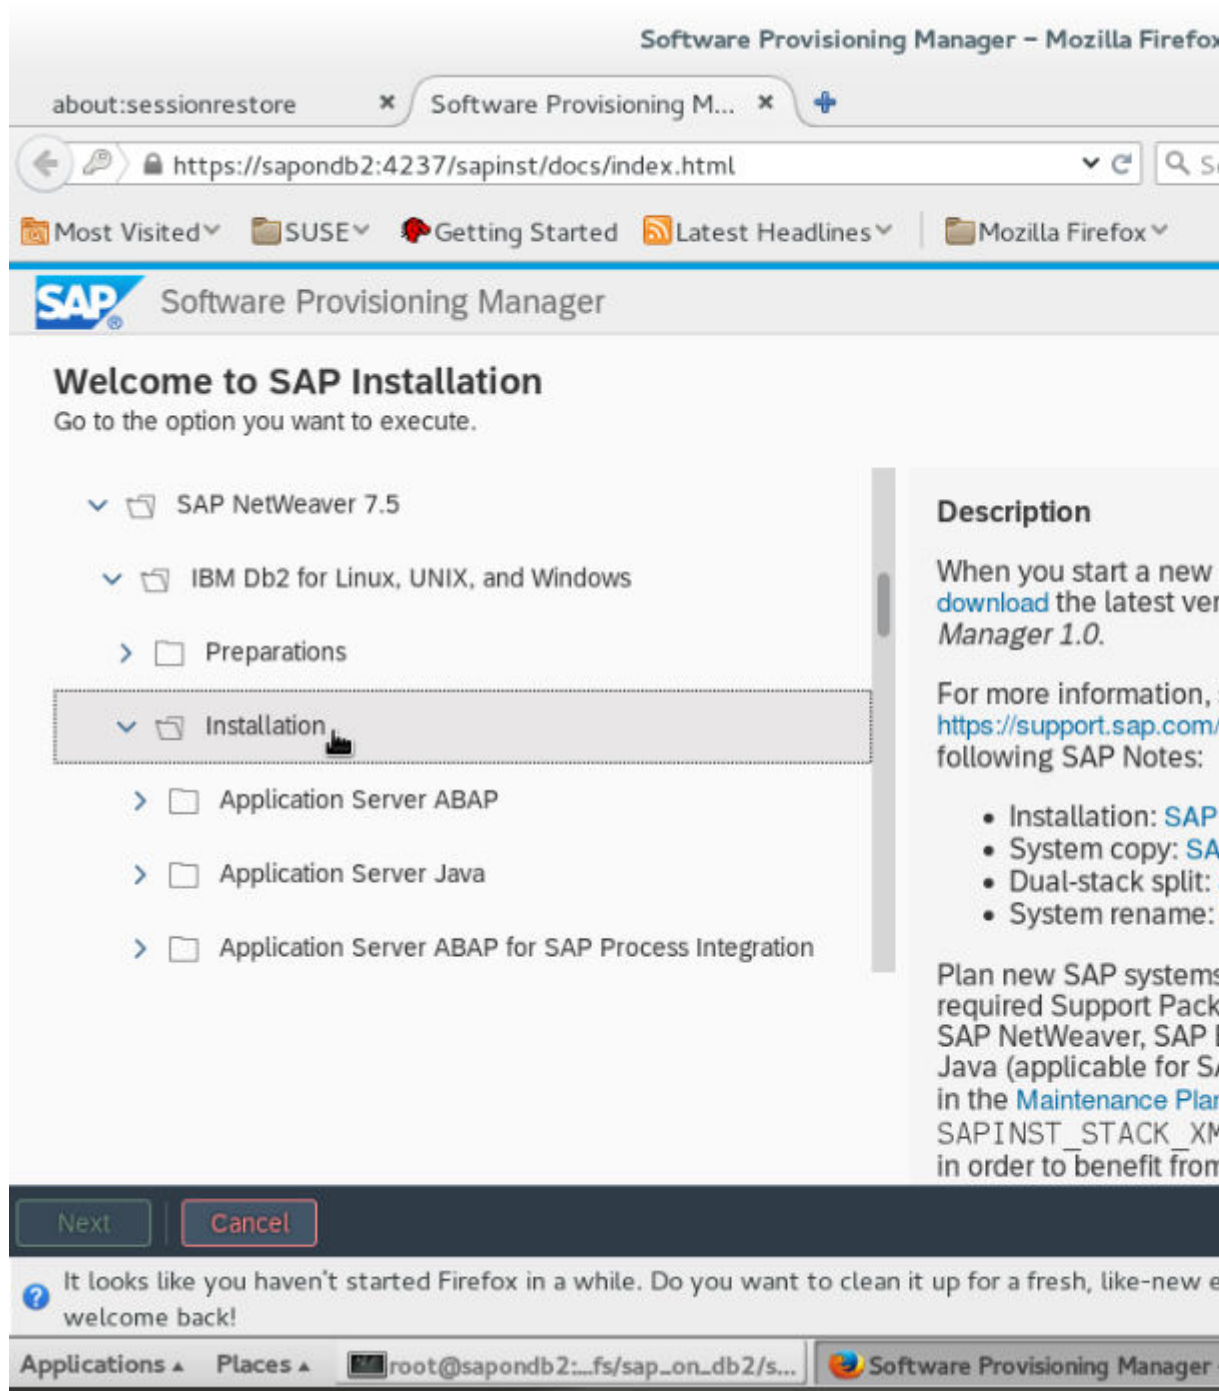 Software Provisioning Manager – Mozilla Firefox
about:sessionrestore
Software Provisioning M...
https://sapondb2:4237/sapinst/docs/index.html
Most Visited
SUSE
Getting Started
Latest Headlines
Mozilla Firefox
SAP®
Software Provisioning Manager
Welcome to SAP Installation
Go to the option you want to execute.
SAP NetWeaver 7.5
IBM Db2 for Linux, UNIX, and Windows
Preparations
Installation
Application Server ABAP
Application Server Java
Application Server ABAP for SAP Process Integration
Description
When you start a new
download the latest ver
Manager 1.0.
For more information,
https://support.sap.com/
following SAP Notes:
• Installation: SAP
• System copy: SA
• Dual-stack split:
• System rename:
Plan new SAP systems
required Support Pack
SAP NetWeaver, SAP
Java (applicable for SA
in the Maintenance Plan
SAPINST_STACK_XM
in order to benefit from
Next
Cancel
It looks like you haven't started Firefox in a while. Do you want to clean it up for a fresh, like-new e
welcome back!
Applications
Places
root@sapondb2:...fs/sap_on_db2/s...
Software Provisioning Manager